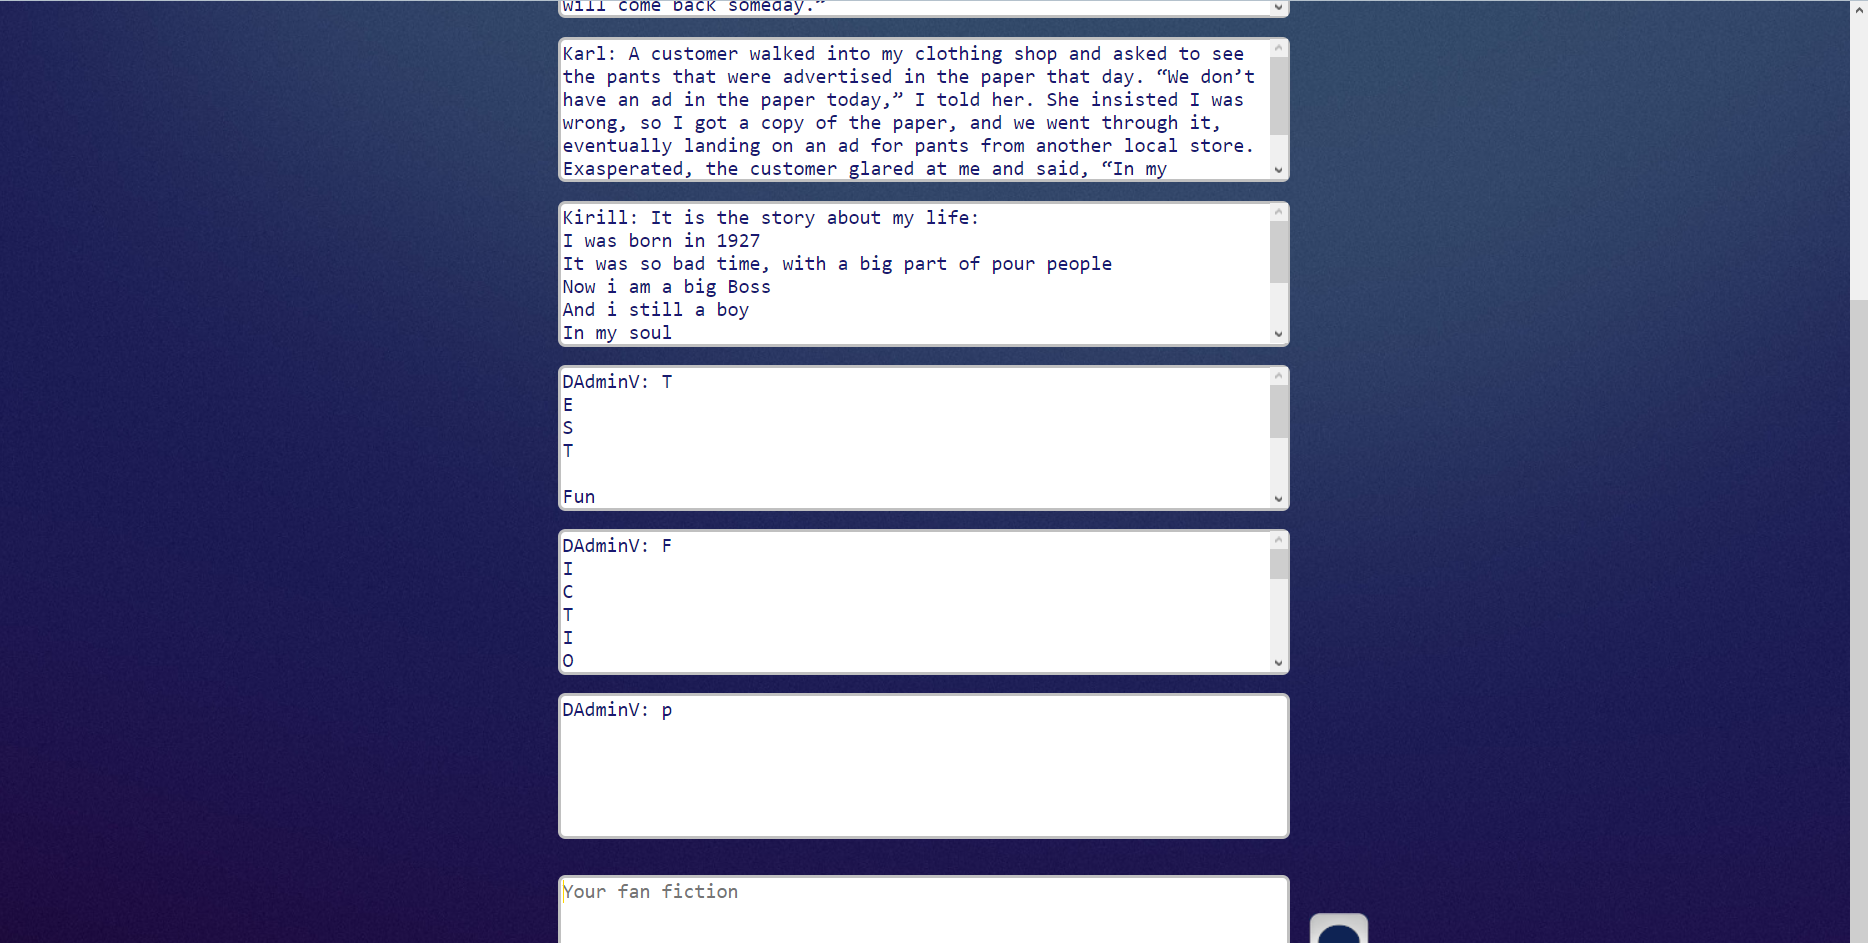 will come back someday.”
Karl: A customer walked into my clothing shop and asked to see
the pants that were advertised in the paper that day. “We don’t
have an ad in the paper today,” I told her. She insisted I was
wrong, so I got a copy of the paper, and we went through it,
eventually landing on an ad for pants from another local store.
Exasperated, the customer glared at me and said, “In my
Kirill: It is the story about my life:
I was born in 1927
It was so bad time, with a big part of pour people
Now i am a big Boss
And i still a boy
In my soul
DAdminV: T
E
S
T
Fun
DAdminV: F
I
C
T
I
O
DAdminV: p
Your fan fiction